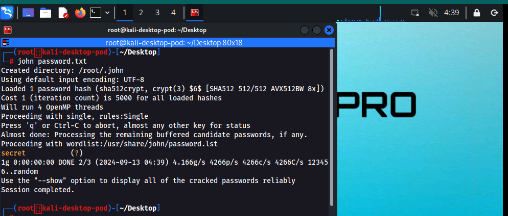 1 2 3 4 4:39
root@kali-desktop-pod: ~/Desktop
root@kali-desktop-pod: ~/Desktop 80x18
(root kali-desktop-pod)-[~/Desktop]
# john password.txt
Created directory: /root/.john
Using default input encoding: UTF-8
Loaded 1 password hash (sha512crypt, crypt(3) $6$ [SHA512 512/512 AVX512BW 8x])
Cost 1 (iteration count) is 5000 for all loaded hashes
Will run 4 OpenMP threads
Proceeding with single, rules:Single
Press 'q' or Ctrl-C to abort, almost any other key for status
Almost done: Processing the remaining buffered candidate passwords, if any.
Proceeding with wordlist:/usr/share/john/password.lst
secret (?)
1g 0:00:00:00 DONE 2/3 (2024-09-13 04:39) 4.166g/s 4266p/s 4266c/s 4266C/s 12345
6..random
Use the "--show" option to display all of the cracked passwords reliably
Session completed.
(root kali-desktop-pod)-[~/Desktop]
PRO